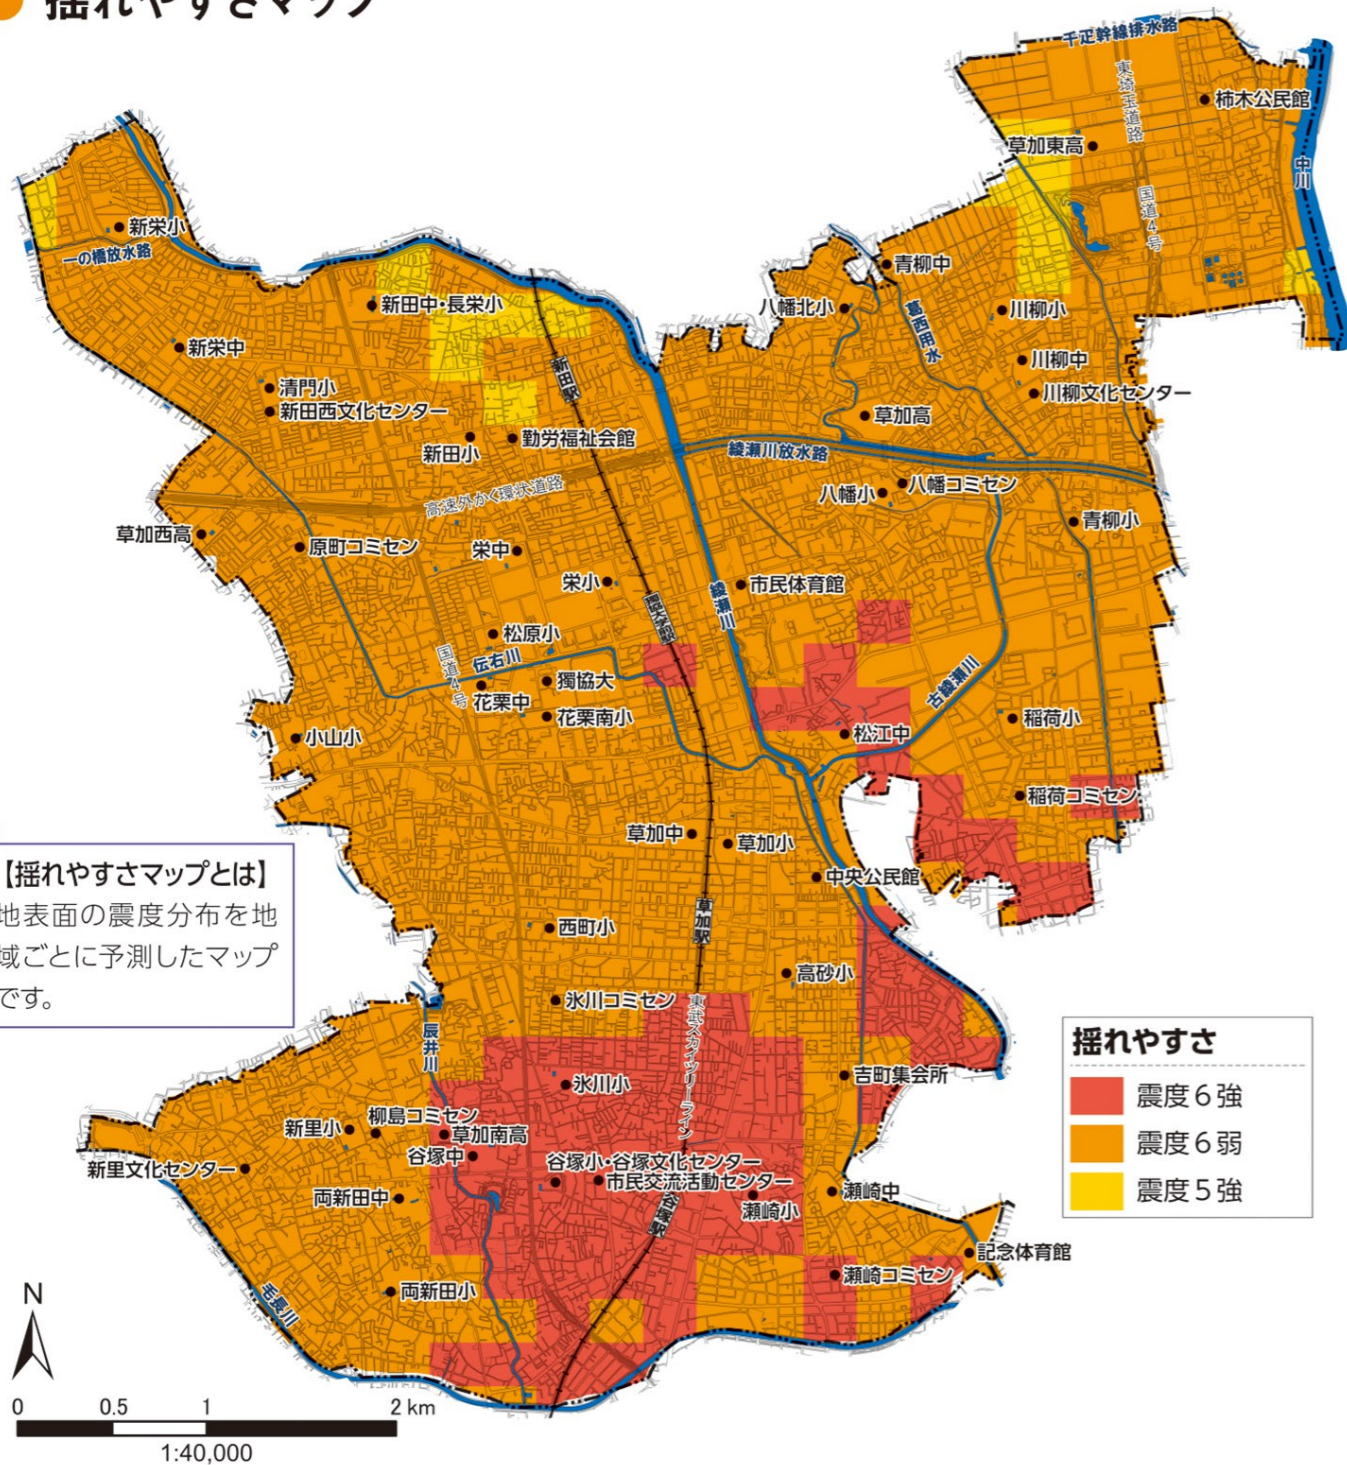 揺れやすさマップ
千疋幹線排水路
東埼玉道路
柿木公民館
草加東高
中川
国道4号
新栄小
一の橋放水路
青柳中
新田中・長栄小
八幡北小
葛西用水
川柳小
新栄中
新田駅
川柳中
清門小
川柳文化センター
新田西文化センター
草加高
新田小
勤労福祉会館
綾瀬川放水路
高速外かく環状道路
八幡小
八幡コミセン
草加西高
原町コミセン
栄中
青柳小
栄小
市民体育館
綾瀬川
獨協大学前駅
松原小
国道4号
伝右川
獨協大
花栗中
古綾瀬川
花栗南小
稲荷小
小山小
松江中
稲荷コミセン
草加中
草加小
【揺れやすさマップとは】
地表面の震度分布を地
域ごとに予測したマップ
です。
中央公民館
草加駅
西町小
高砂小
氷川コミセン
東武スカイツリーライン
辰井川
揺れやすさ
震度6強
震度6弱
震度5強
氷川小
吉町集会所
柳島コミセン
新里小
草加南高
谷塚中
谷塚小・谷塚文化センター
新里文化センター
市民交流活動センター
両新田中
瀬崎小
瀬崎中
谷塚駅
記念体育館
瀬崎コミセン
両新田小
毛長川
N
0 0.5 1 2 km
1:40,000